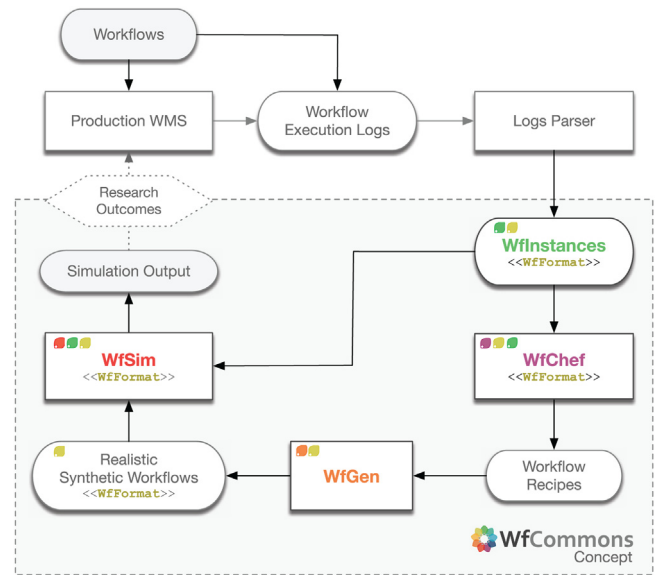 Workflows
Production WMS
Workflow
Execution Logs
Logs Parser
Research
Outcomes
WfInstances
<<WfFormat>>
Simulation Output
WfSim
<<WfFormat>>
WfChef
<<WfFormat>>
Realistic
Synthetic Workflows
<<WfFormat>>
WfGen
Workflow
Recipes
WfCommons
Concept